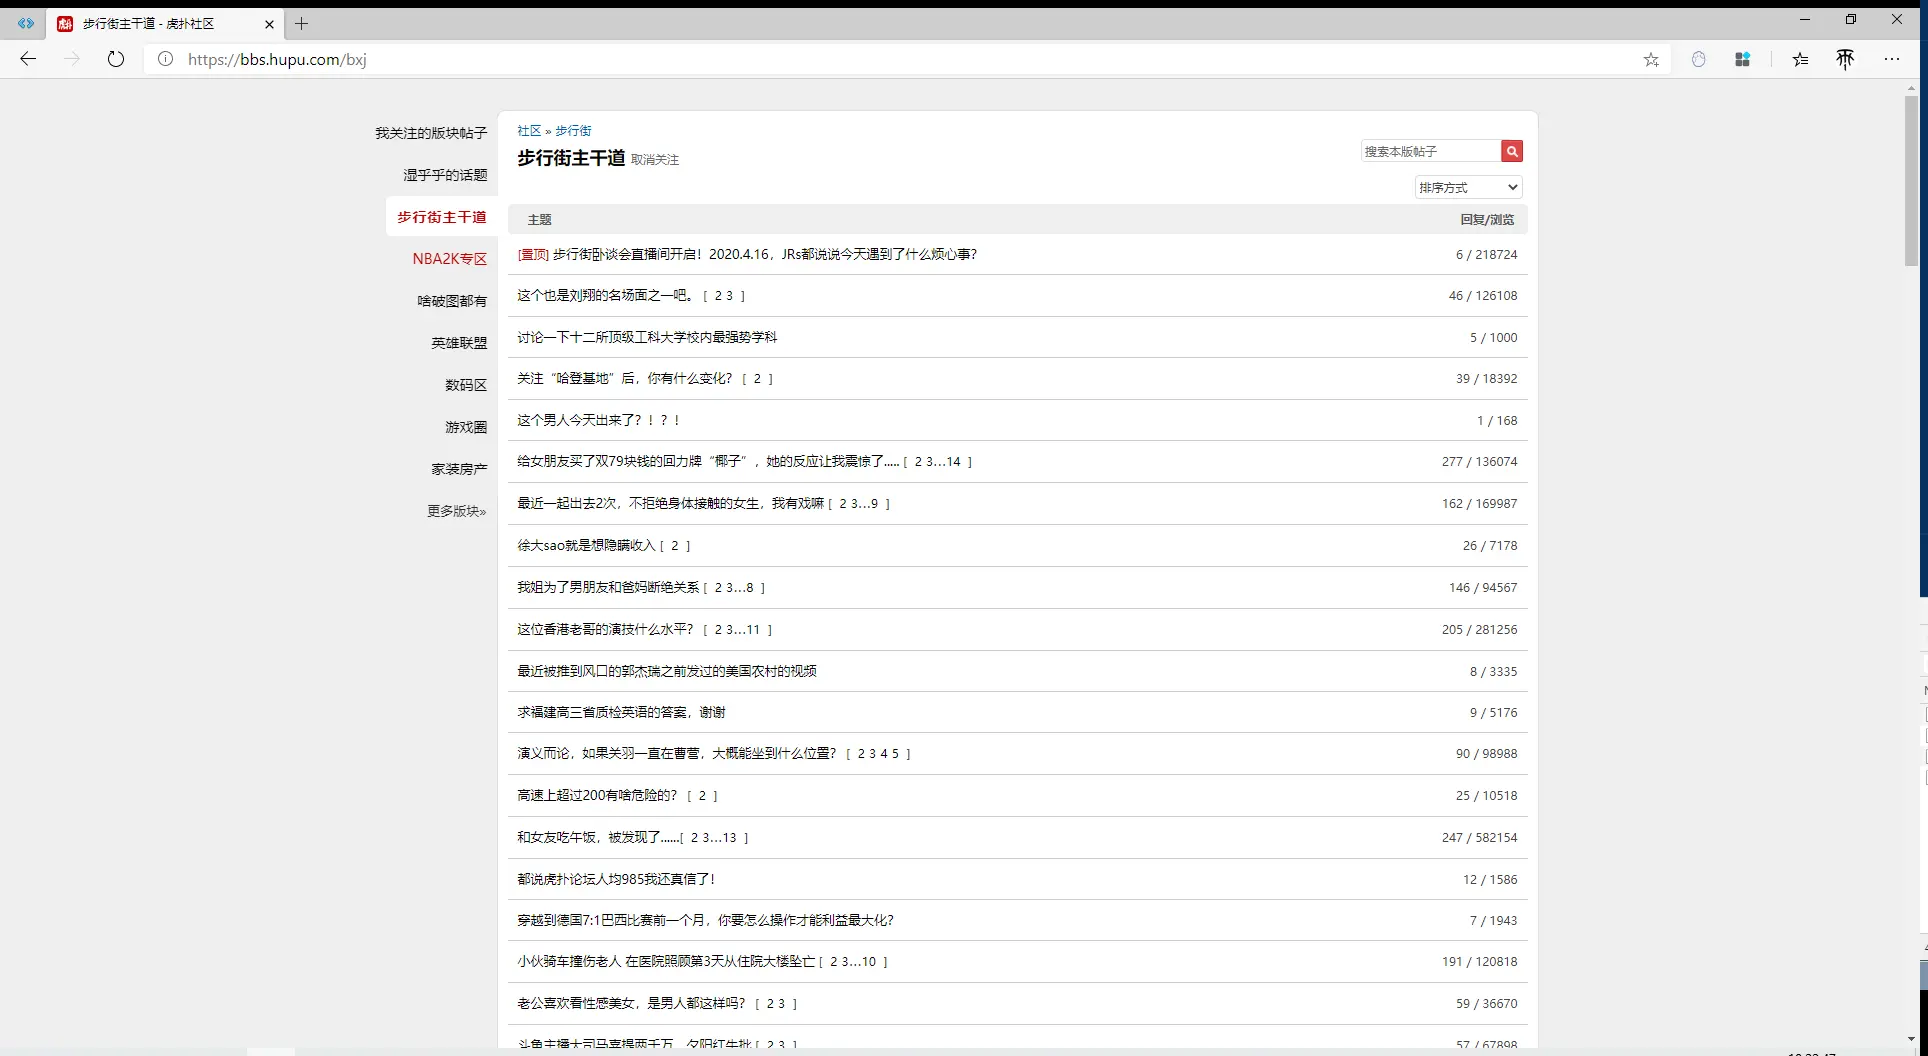 步行街主干道 - 虎扑社区
https://bbs.hupu.com/bxj
我关注的版块帖子
湿乎乎的话题
步行街主干道
NBA2K专区
啥破图都有
英雄联盟
数码区
游戏圈
家装房产
更多版块»
社区 » 步行街
步行街主干道 取消关注
搜索本版帖子
排序方式
主题 回复/浏览
[置顶] 步行街卧谈会直播间开启！2020.4.16，JRs都说说今天遇到了什么烦心事？ 6 / 218724
这个也是刘翔的名场面之一吧。 [ 2 3 ] 46 / 126108
讨论一下十二所顶级工科大学校内最强势学科 5 / 1000
关注“哈登基地”后，你有什么变化？ [ 2 ] 39 / 18392
这个男人今天出来了？！？！ 1 / 168
给女朋友买了双79块钱的回力牌“椰子”，她的反应让我震惊了..... [ 2 3...14 ] 277 / 136074
最近一起出去2次，不拒绝身体接触的女生，我有戏嘛 [ 2 3...9 ] 162 / 169987
徐大sao就是想隐瞒收入 [ 2 ] 26 / 7178
我姐为了男朋友和爸妈断绝关系 [ 2 3...8 ] 146 / 94567
这位香港老哥的演技什么水平？ [ 2 3...11 ] 205 / 281256
最近被推到风口的郭杰瑞之前发过的美国农村的视频 8 / 3335
求福建高三省质检英语的答案，谢谢 9 / 5176
演义而论，如果关羽一直在曹营，大概能坐到什么位置？ [ 2 3 4 5 ] 90 / 98988
高速上超过200有啥危险的？ [ 2 ] 25 / 10518
和女友吃午饭，被发现了......[ 2 3...13 ] 247 / 582154
都说虎扑论坛人均985我还真信了！ 12 / 1586
穿越到德国7:1巴西比赛前一个月，你要怎么操作才能利益最大化？ 7 / 1943
小伙骑车撞伤老人 在医院照顾第3天从住院大楼坠亡 [ 2 3...10 ] 191 / 120818
老公喜欢看性感美女，是男人都这样吗？ [ 2 3 ] 59 / 36670
斗鱼主播大司马喜提两千万，夕阳红牛批 [ 2 3 ] 57 / 67898